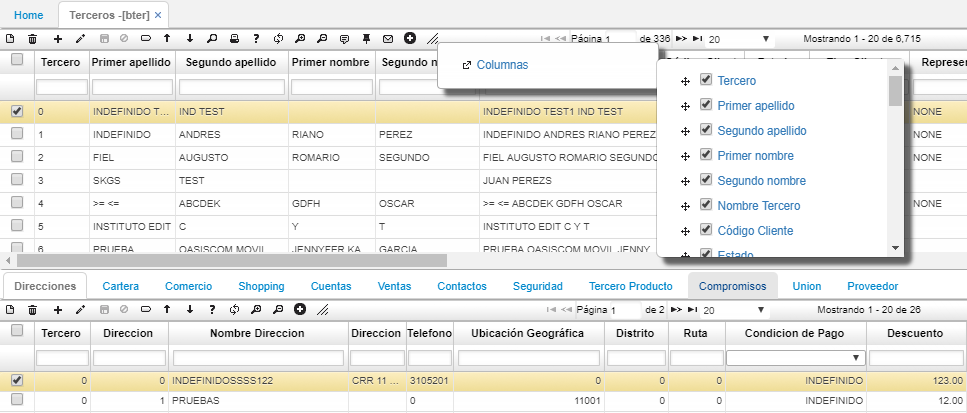 Home Terceros -[bter] ×
Página 1 de 336 20 Mostrando 1 - 20 de 6,715
Tercero Primer apellido Segundo apellido Primer nombre Segundo n Represen
Columnas
Tercero
Primer apellido
Segundo apellido
Primer nombre
Segundo nombre
Nombre Tercero
Código Cliente
Estado
0 INDEFINIDO T... IND TEST INDEFINIDO TEST1 IND TEST NONE
1 INDEFINIDO ANDRES RIANO PEREZ INDEFINIDO ANDRES RIANO PEREZ NONE
2 FIEL AUGUSTO ROMARIO SEGUNDO FIEL AUGUSTO ROMARIO SEGUNDO NONE
3 SKGS TEST JUAN PEREZS
4 >= <= ABCDEK GDFH OSCAR >= <= ABCDEK GDFH OSCAR NONE
5 INSTITUTO EDIT C Y T INSTITUTO EDIT C Y T
6 PRUEBA OASISCOM MOVIL JENNYFER KA GARCIA PRUEBA OASISCOM MOVIL JENNY
Direcciones Cartera Comercio Shopping Cuentas Ventas Contactos Seguridad Tercero Producto Compromisos Union Proveedor
Página 1 de 2 20 Mostrando 1 - 20 de 26
Tercero Direccion Nombre Direccion Direccion Telefono Ubicación Geográfica Distrito Ruta Condicion de Pago Descuento
0 0 INDEFINIDOSSSS122 CRR 11 ... 3105201 0 0 0 INDEFINIDO 123.00
0 1 PRUEBAS 0 11001 0 0 INDEFINIDO 12.00